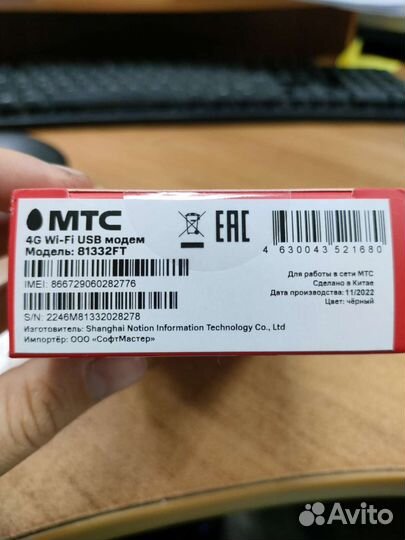 МТС
4G Wi-Fi USB модем
Модель: 81332FT
IMEI: 866729060282776
S/N: 2246M81332028278
Изготовитель: Shanghai Notion Information Technology Co., Ltd
Импортёр: ООО «СофтМастер»
EAC
4 630043 521680
Для работы в сети МТС
Сделано в Китае
Дата производства: 11/2022
Цвет: чёрный
Avito